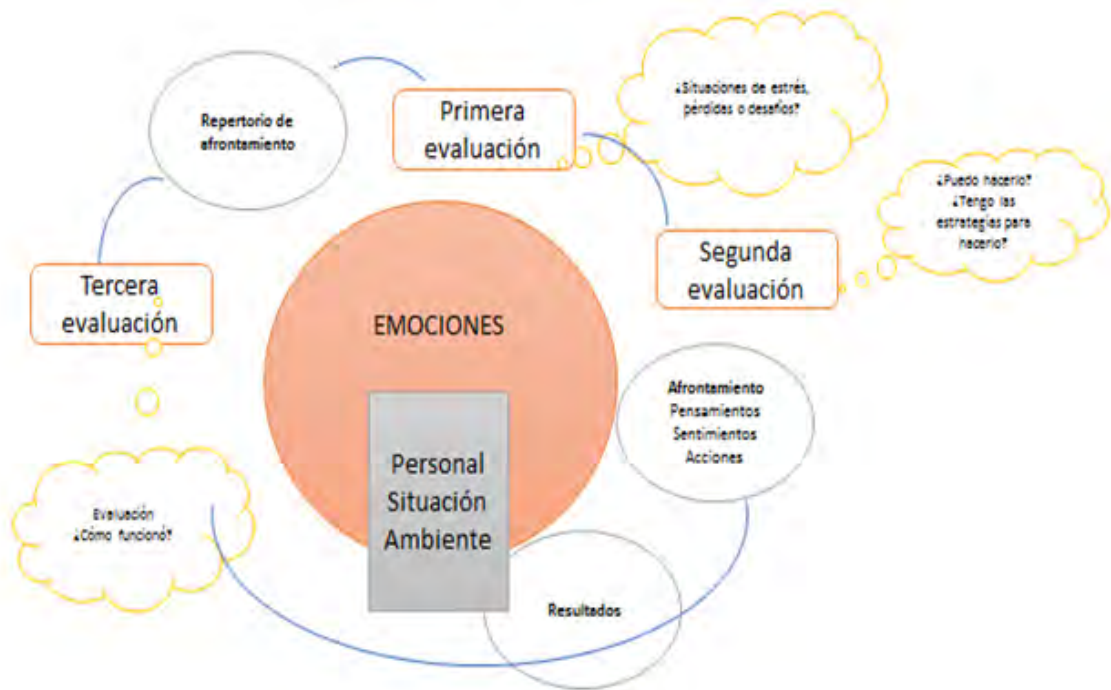 Repertorio de
afrontamiento
Primera
evaluación
¿Situaciones de estrés,
pérdidas o desafíos?
¿Puedo hacerlo?
¿Tengo las
estrategias para
hacerlo?
Segunda
evaluación
Tercera
evaluación
EMOCIONES
Afrontamiento
Pensamientos
Sentimientos
Acciones
Personal
Situación
Ambiente
Evaluación
¿Cómo funcionó?
Resultados